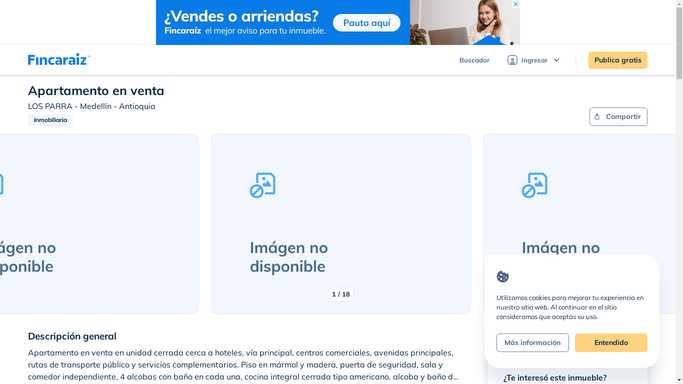 ¿Vendes o arriendas?
Fincaraíz el mejor aviso para tu inmueble.
Pauta aquí
Fincaraíz
Buscador
Ingresar
Publica gratis
Apartamento en venta
LOS PARRA - Medellín - Antioquia
Inmobiliaria
Compartir
ágen no
ponible
Imágen no
disponible
Imágen no
1 / 18
Utilizamos cookies para mejorar tu experiencia en
nuestro sitio web. Al continuar en el sitio
consideramos que aceptas su uso.
Más información
Entendido
Descripción general
Apartamento en venta en unidad cerrada cerca a hoteles, vía principal, centros comerciales, avenidas principales,
rutas de transporte público y servicios complementarios. Piso en mármol y madera, puerta de seguridad, sala y
comedor independiente, 4 alcobas con baño en cada una, cocina integral cerrada tipo americano, alcoba y baño d...
¿Te interesó este inmueble?